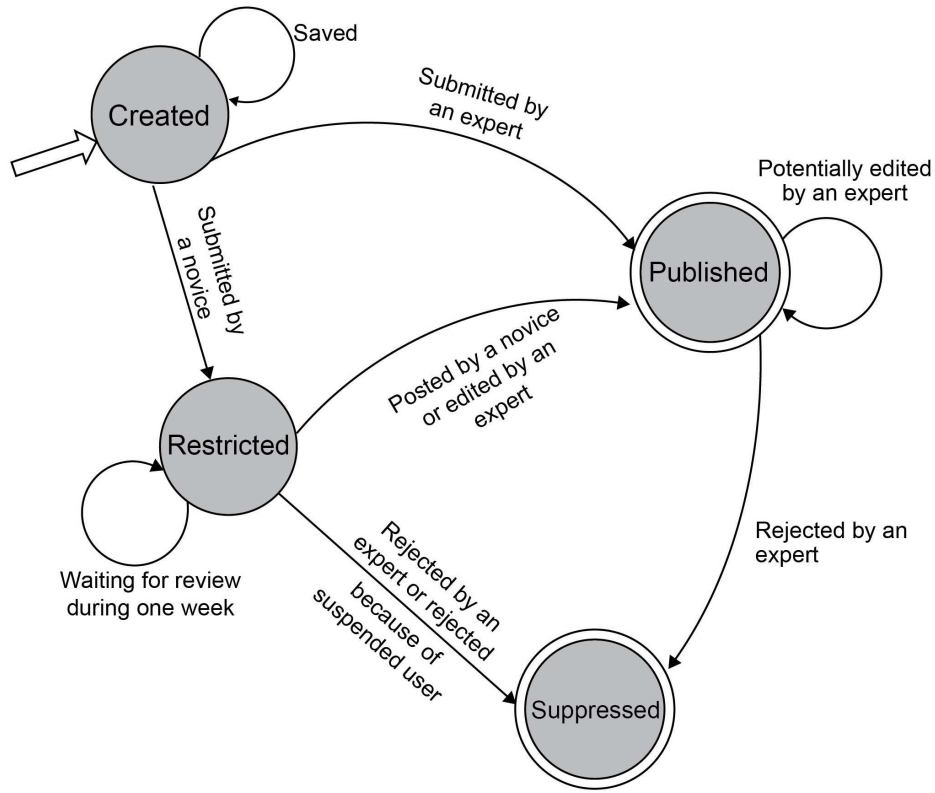 Saved
Created
Submitted by
an expert
Potentially edited
by an expert
Submitted by
a novice
Published
Posted by a novice
or edited by an
expert
Restricted
Waiting for review
during one week
Rejected by an
expert or rejected
because of
suspended user
Rejected by an
expert
Suppressed